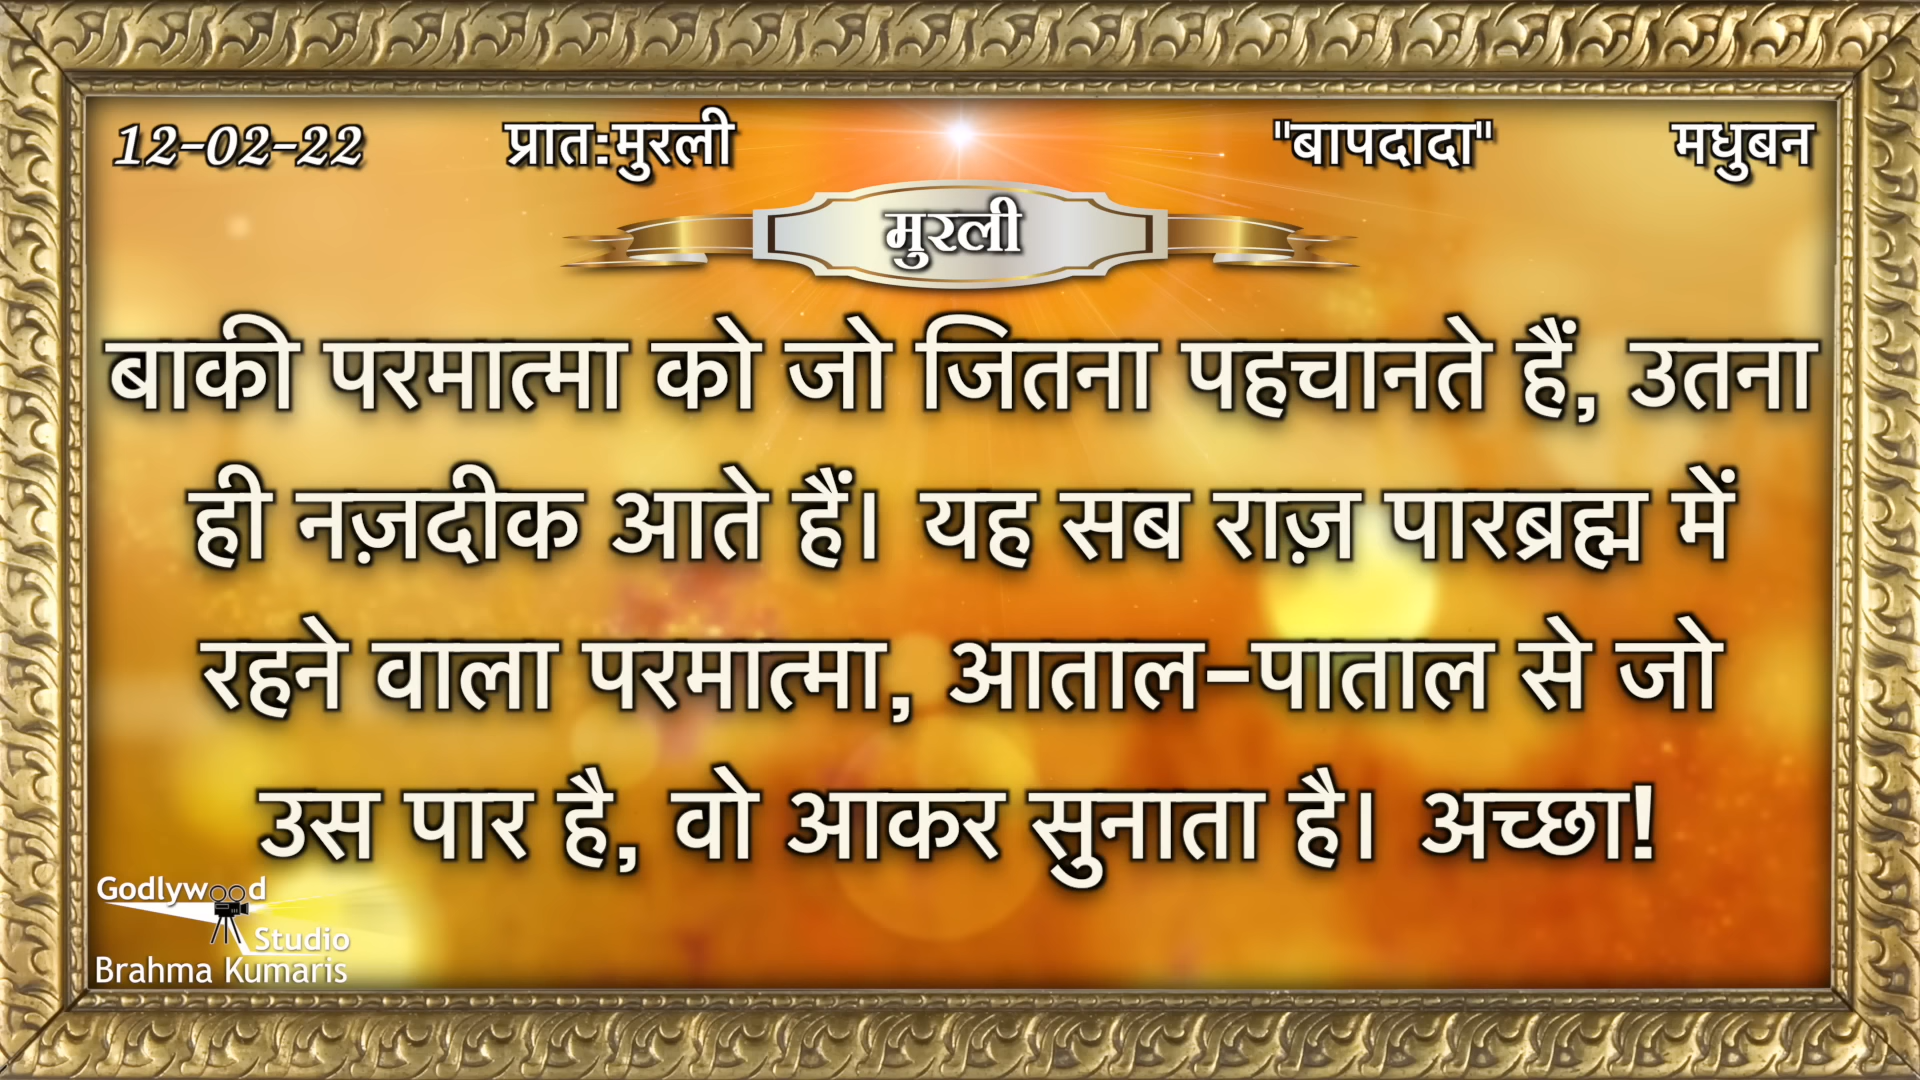 12-02-22 प्रात:मुरली "बापदादा" मधुबन
मुरली
बाकी परमात्मा को जो जितना पहचानते हैं, उतना
ही नज़दीक आते हैं। यह सब राज़ पारब्रह्म में
रहने वाला परमात्मा, आताल-पाताल से जो
उस पार है, वो आकर सुनाता है। अच्छा!
Godlywood
Studio
Brahma Kumaris